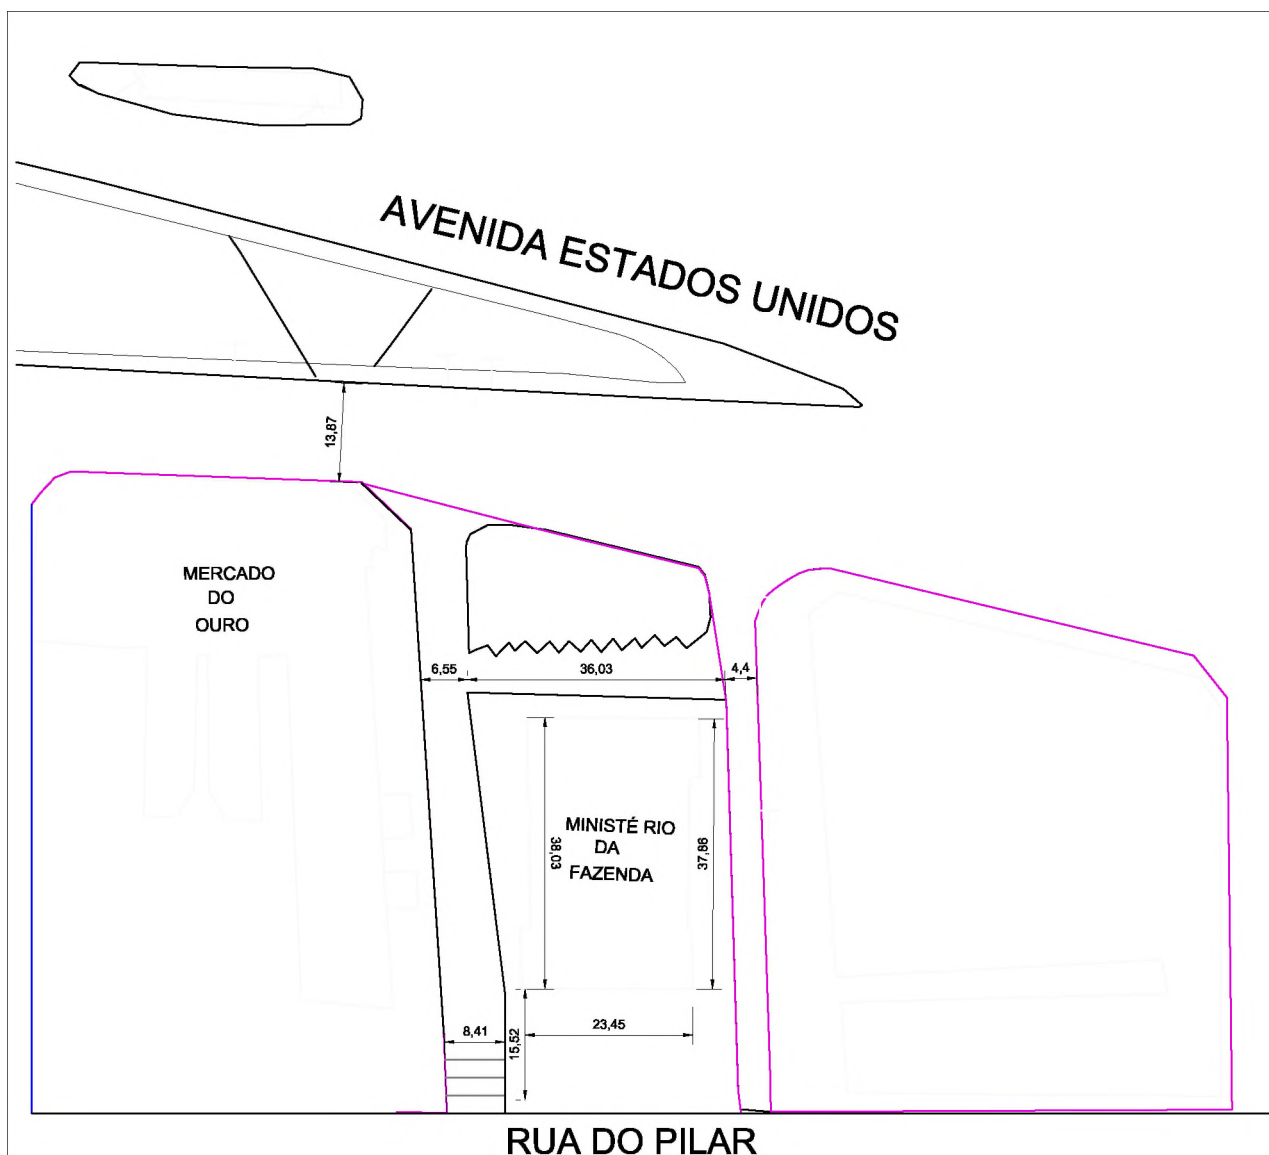 AVENIDA ESTADOS UNIDOS
13,87
MERCADO
DO
OURO
6,55
36,03
4,4
MINISTÉ RIO
DA
FAZENDA
38,03
37,86
8,41
15,52
23,45
RUA DO PILAR